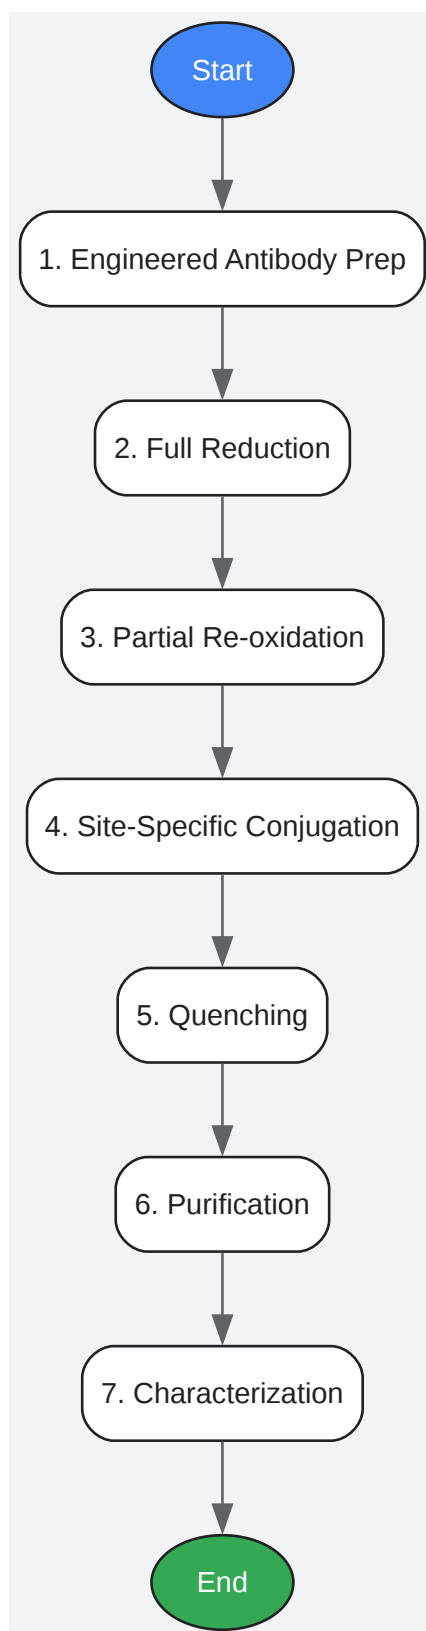 Start
1. Engineered Antibody Prep
2. Full Reduction
3. Partial Re-oxidation
4. Site-Specific Conjugation
5. Quenching
6. Purification
7. Characterization
End